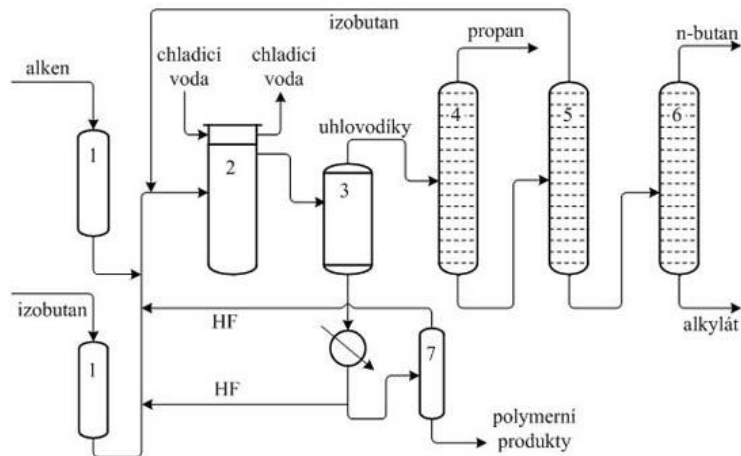 izobutan
propan
n-butan
alken
chladicí
voda
chladicí
voda
uhlovodíky
1
2
3
4
5
6
izobutan
HF
alkylát
1
7
HF
polymerní
produkty